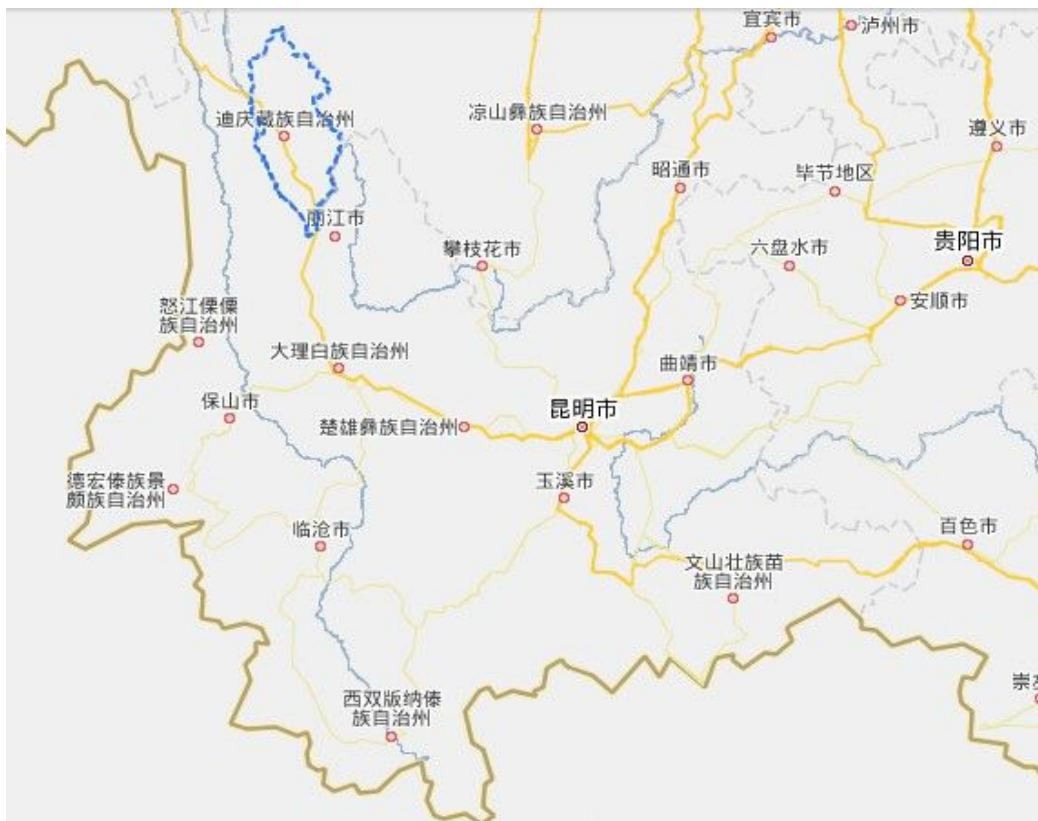 宜宾市
泸州市
迪庆藏族自治州
凉山彝族自治州
遵义市
昭通市
毕节地区
丽江市
攀枝花市
六盘水市
贵阳市
怒江傈僳
族自治州
安顺市
大理白族自治州
曲靖市
保山市
楚雄彝族自治州
昆明市
德宏傣族景
颇族自治州
玉溪市
临沧市
百色市
文山壮族苗
族自治州
西双版纳傣
族自治州
崇左